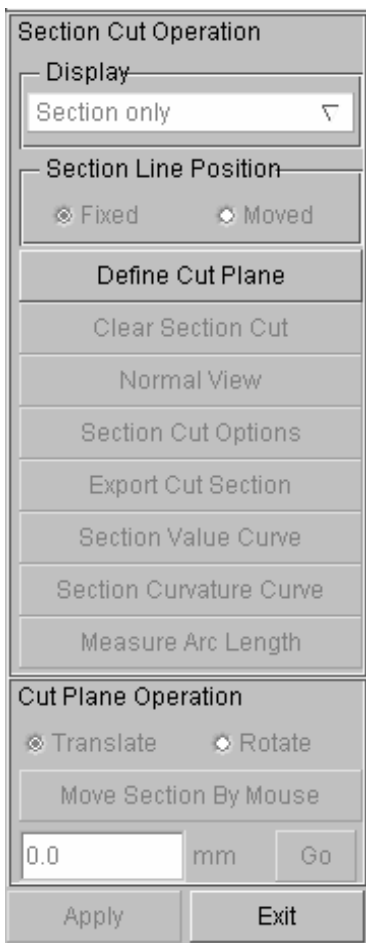 Section Cut Operation
Display
Section only
Section Line Position
Fixed Moved
Define Cut Plane
Clear Section Cut
Normal View
Section Cut Options
Export Cut Section
Section Value Curve
Section Curvature Curve
Measure Arc Length
Cut Plane Operation
Translate Rotate
Move Section By Mouse
0.0 mm Go
Apply Exit